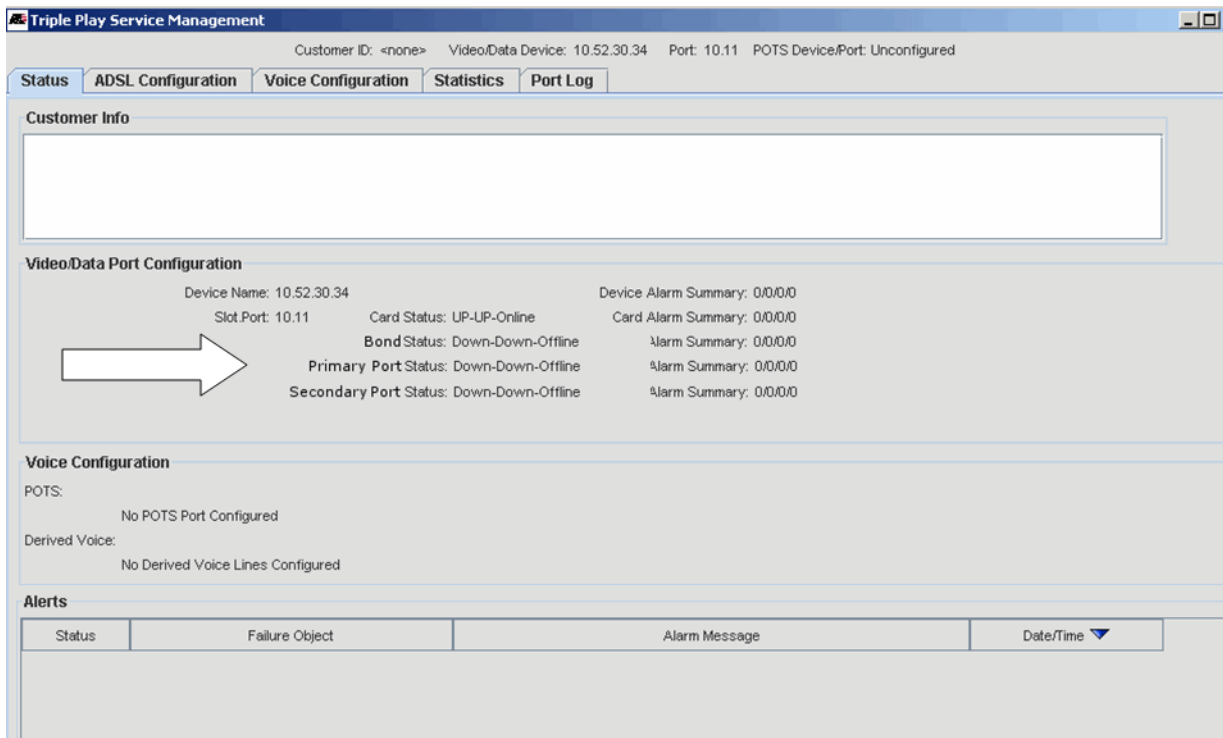 Triple Play Service Management
Customer ID: <none> Video/Data Device: 10.52.30.34 Port: 10.11 POTS Device/Port: Unconfigured
Status ADSL Configuration Voice Configuration Statistics Port Log
Customer Info
Video/Data Port Configuration
Device Name: 10.52.30.34 Device Alarm Summary: 0/0/0/0
Slot.Port: 10.11 Card Status: UP-UP-Online Card Alarm Summary: 0/0/0/0
Bond Status: Down-Down-Offline Alarm Summary: 0/0/0/0
Primary Port Status: Down-Down-Offline Alarm Summary: 0/0/0/0
Secondary Port Status: Down-Down-Offline Alarm Summary: 0/0/0/0
Voice Configuration
POTS:
No POTS Port Configured
Derived Voice:
No Derived Voice Lines Configured
Alerts
Status Failure Object Alarm Message Date/Time